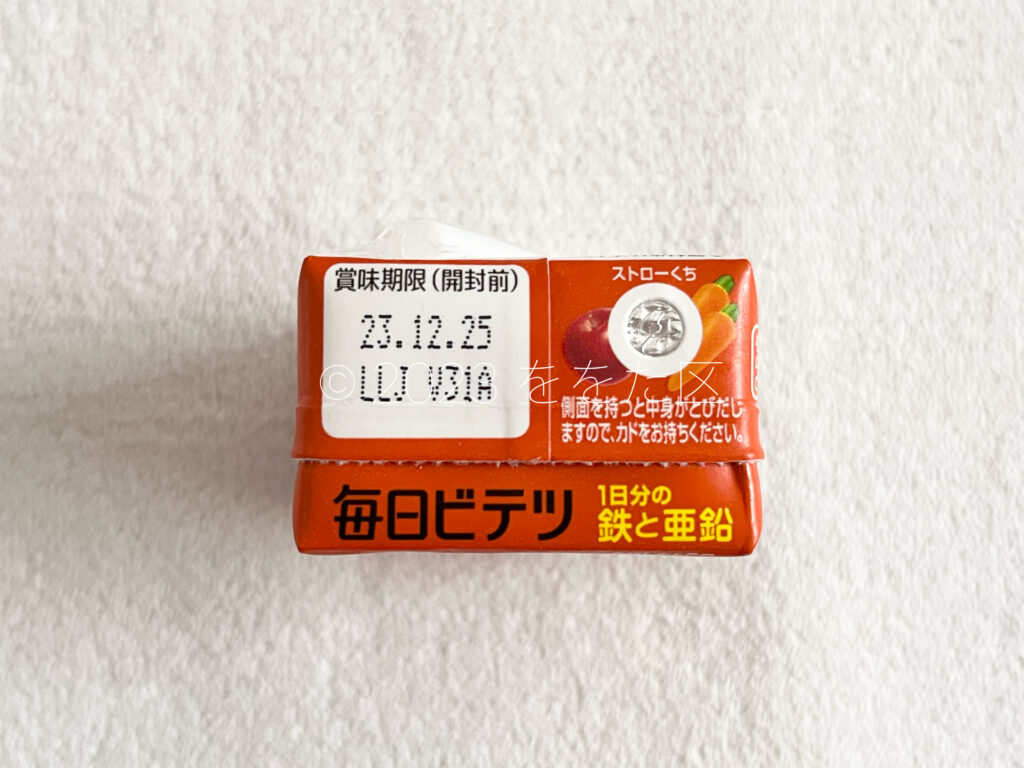 賞味期限(開封前)
23.12.25
LLJ V31A
ストローくち
側面を持つと中身がとびだし
ますので、カドをお持ちください。
毎日ビテツ
1日分の
鉄と亜鉛